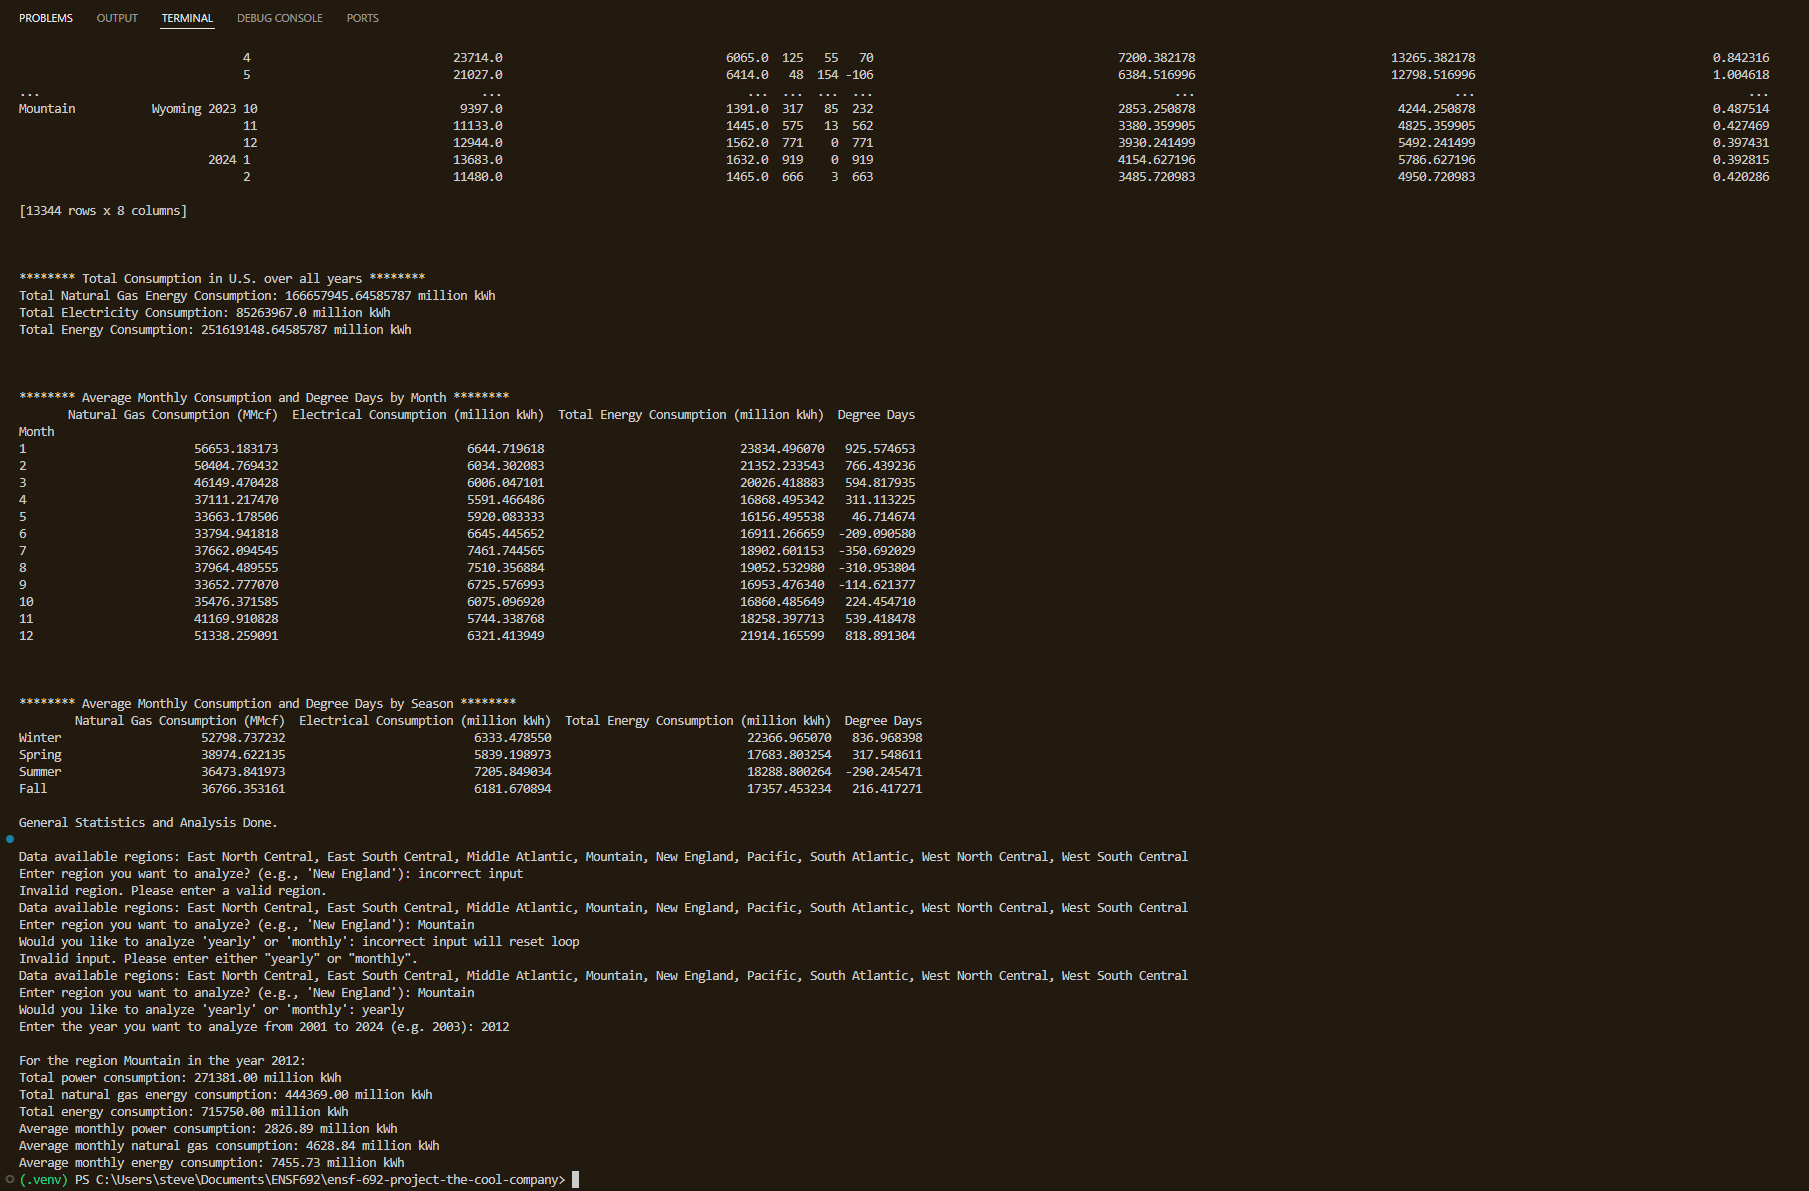 PROBLEMS OUTPUT TERMINAL DEBUG CONSOLE PORTS
4 23714.0 6065.0 125 55 70 7200.382178 13265.382178 0.842316
5 21027.0 6414.0 48 154 -106 6384.516996 12798.516996 1.004618
... ... ... ... ... ... ... ... ...
Mountain Wyoming 2023 10 9397.0 1391.0 317 85 232 2853.250878 4244.250878 0.487514
11 11133.0 1445.0 575 13 562 3380.359905 4825.359905 0.427469
12 12944.0 1562.0 771 0 771 3930.241499 5492.241499 0.397431
2024 1 13683.0 1632.0 919 0 919 4154.627196 5786.627196 0.392815
2 11480.0 1465.0 666 3 663 3485.720983 4950.720983 0.420286
[13344 rows x 8 columns]
******** Total Consumption in U.S. over all years ********
Total Natural Gas Energy Consumption: 166657945.64585787 million kWh
Total Electricity Consumption: 85263967.0 million kWh
Total Energy Consumption: 251619148.64585787 million kWh
******** Average Monthly Consumption and Degree Days by Month ********
Natural Gas Consumption (MMcf) Electrical Consumption (million kWh) Total Energy Consumption (million kWh) Degree Days
Month
1 56653.183173 6644.719618 23834.496070 925.574653
2 50404.769432 6034.302083 21352.233543 766.439236
3 46149.470428 6006.047101 20026.418883 594.817935
4 37111.217470 5591.466486 16868.495342 311.113225
5 33663.178506 5920.083333 16156.495538 46.714674
6 33794.941818 6645.445652 16911.266659 -209.090580
7 37662.094545 7461.744565 18902.601153 -350.692029
8 37964.489555 7510.356884 19052.532980 -310.953804
9 33652.777070 6725.576993 16953.476340 -114.621377
10 35476.371585 6075.096920 16860.485649 224.454710
11 41169.910828 5744.338768 18258.397713 539.418478
12 51338.259091 6321.413949 21914.165599 818.891304
******** Average Monthly Consumption and Degree Days by Season ********
Natural Gas Consumption (MMcf) Electrical Consumption (million kWh) Total Energy Consumption (million kWh) Degree Days
Winter 52798.737232 6333.478550 22366.965070 836.968398
Spring 38974.622135 5839.198973 17683.803254 317.548611
Summer 36473.841973 7205.849034 18288.800264 -290.245471
Fall 36766.353161 6181.670894 17357.453234 216.417271
General Statistics and Analysis Done.
Data available regions: East North Central, East South Central, Middle Atlantic, Mountain, New England, Pacific, South Atlantic, West North Central, West South Central
Enter region you want to analyze? (e.g., 'New England'): incorrect input
Invalid region. Please enter a valid region.
Data available regions: East North Central, East South Central, Middle Atlantic, Mountain, New England, Pacific, South Atlantic, West North Central, West South Central
Enter region you want to analyze? (e.g., 'New England'): Mountain
Would you like to analyze 'yearly' or 'monthly': incorrect input will reset loop
Invalid input. Please enter either "yearly" or "monthly".
Data available regions: East North Central, East South Central, Middle Atlantic, Mountain, New England, Pacific, South Atlantic, West North Central, West South Central
Enter region you want to analyze? (e.g., 'New England'): Mountain
Would you like to analyze 'yearly' or 'monthly': yearly
Enter the year you want to analyze from 2001 to 2024 (e.g. 2003): 2012
For the region Mountain in the year 2012:
Total power consumption: 271381.00 million kWh
Total natural gas energy consumption: 444369.00 million kWh
Total energy consumption: 715750.00 million kWh
Average monthly power consumption: 2826.89 million kWh
Average monthly natural gas consumption: 4628.84 million kWh
Average monthly energy consumption: 7455.73 million kWh
(.venv) PS C:\Users\steve\Documents\ENSF692\ensf-692-project-the-cool-company>